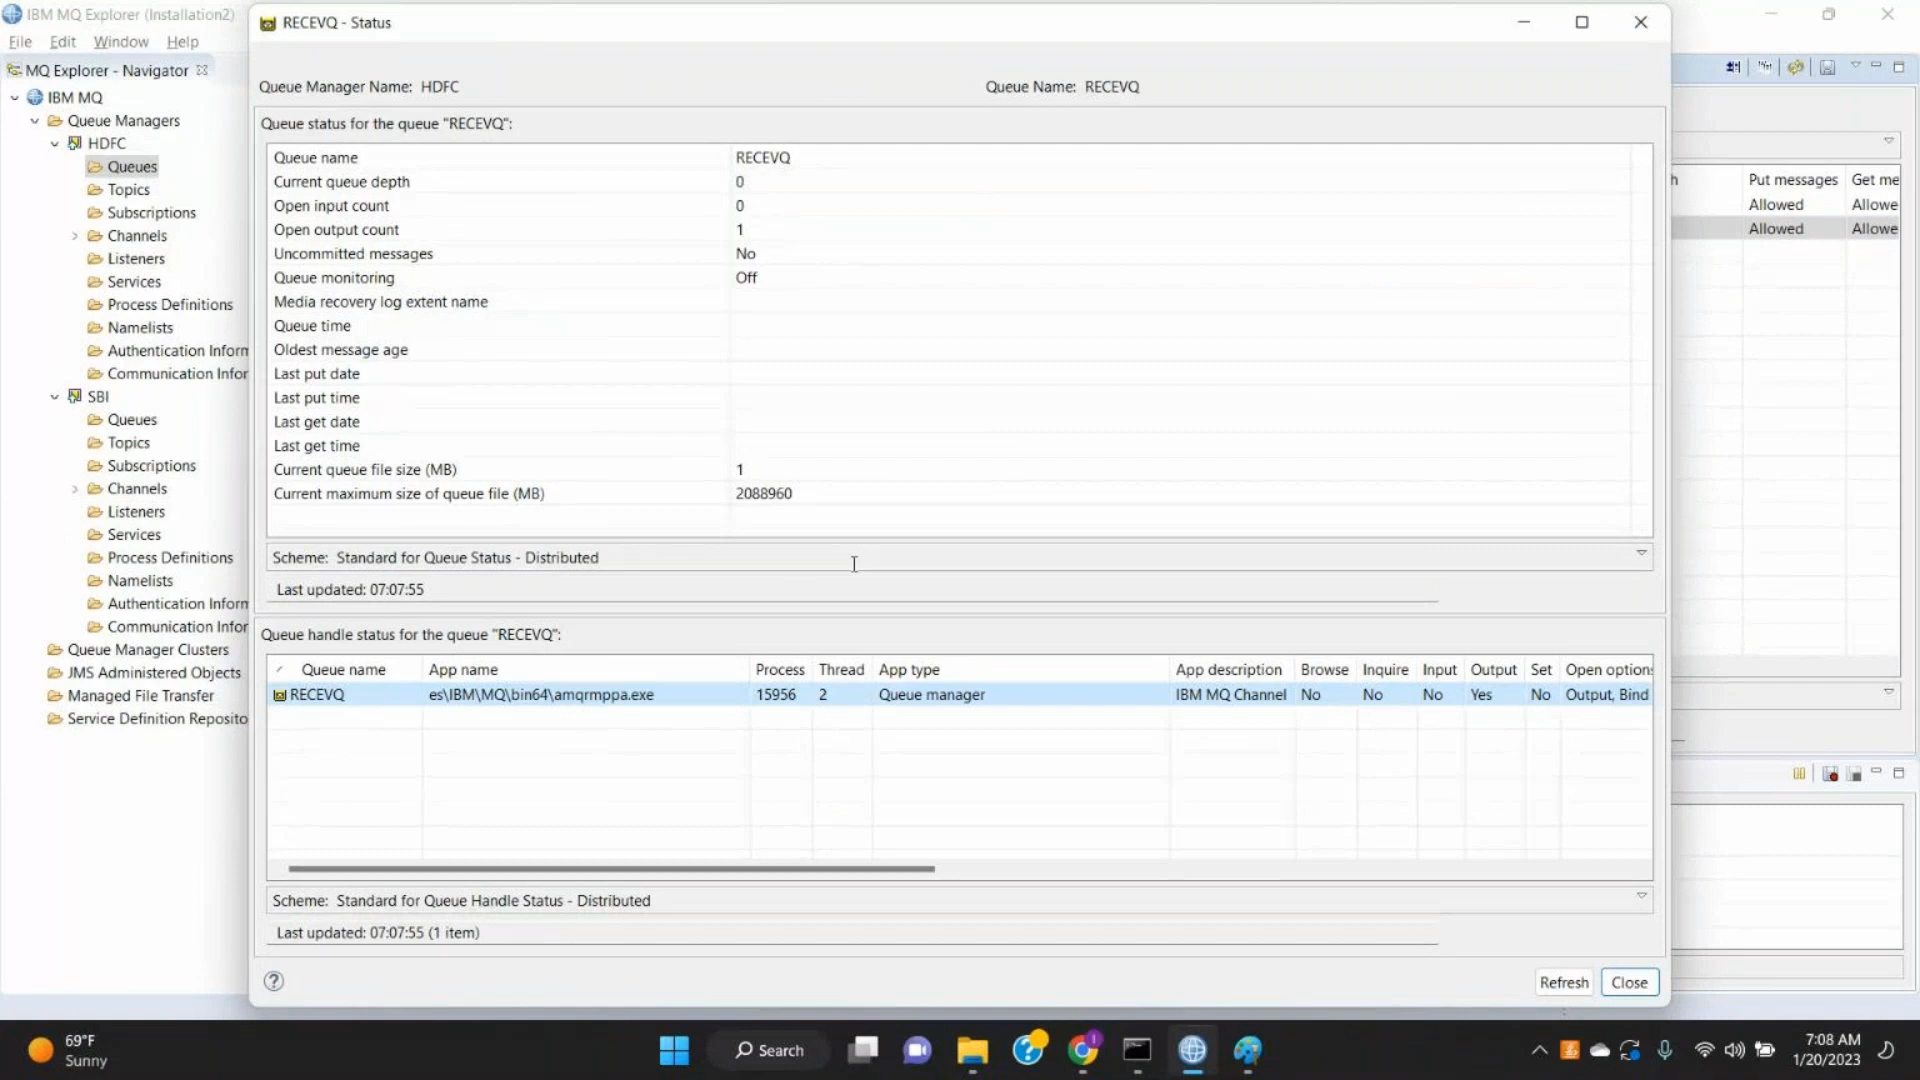 IBM MQ Explorer (Installation2)
File Edit Window Help
MQ Explorer - Navigator
IBM MQ
Queue Managers
HDFC
Queues
Topics
Subscriptions
Channels
Listeners
Services
Process Definitions
Namelists
Authentication Inform
Communication Infor
SBI
Queues
Topics
Subscriptions
Channels
Listeners
Services
Process Definitions
Namelists
Authentication Inform
Communication Infor
Queue Manager Clusters
JMS Administered Objects
Managed File Transfer
Service Definition Reposito
RECEVQ - Status
Queue Manager Name: HDFC Queue Name: RECEVQ
Queue status for the queue "RECEVQ":
Queue name RECEVQ
Current queue depth 0
Open input count 0
Open output count 1
Uncommitted messages No
Queue monitoring Off
Media recovery log extent name
Queue time
Oldest message age
Last put date
Last put time
Last get date
Last get time
Current queue file size (MB) 1
Current maximum size of queue file (MB) 2088960
Scheme: Standard for Queue Status - Distributed
Last updated: 07:07:55
Queue handle status for the queue "RECEVQ":
Queue name App name Process Thread App type App description Browse Inquire Input Output Set Open options
RECEVQ es\IBM\MQ\bin64\amqrmppa.exe 15956 2 Queue manager IBM MQ Channel No No No Yes No Output, Bind
Scheme: Standard for Queue Handle Status - Distributed
Last updated: 07:07:55 (1 item)
Refresh Close
h Put messages Get me
Allowed Allowe
Allowed Allowe
69°F
Sunny
Search
7:08 AM
1/20/2023